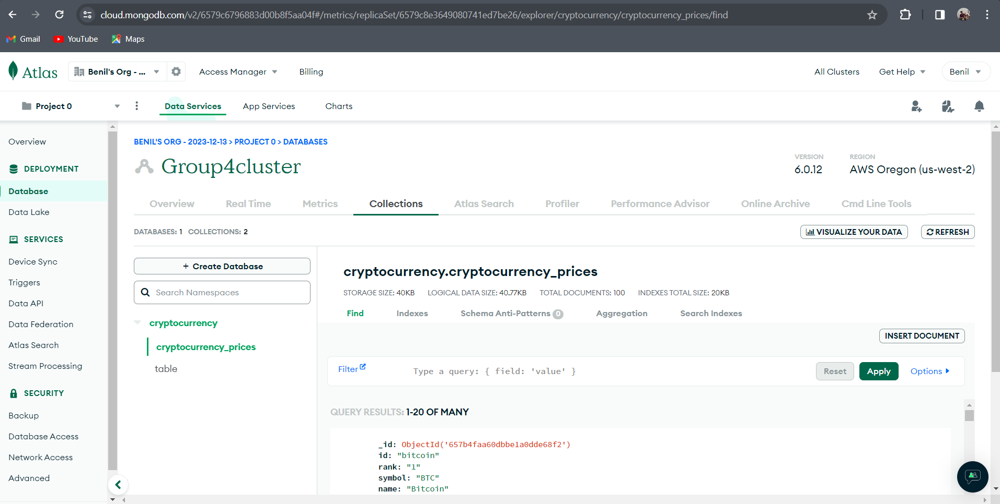 cloud.mongodb.com/v2/6579c6796883d00b8f5aa04f#/metrics/replicaSet/6579c8e3649080741ed7be26/explorer/cryptocurrency/cryptocurrency_prices/find
Gmail YouTube Maps
Atlas Benil's Org - ... Access Manager Billing All Clusters Get Help Benil
Project 0 Data Services App Services Charts
Overview
DEPLOYMENT
Database
Data Lake
SERVICES
Device Sync
Triggers
Data API
Data Federation
Atlas Search
Stream Processing
SECURITY
Backup
Database Access
Network Access
Advanced
BENIL'S ORG - 2023-12-13 > PROJECT 0 > DATABASES
Group4cluster
VERSION REGION
6.0.12 AWS Oregon (us-west-2)
Overview Real Time Metrics Collections Atlas Search Profiler Performance Advisor Online Archive Cmd Line Tools
DATABASES: 1 COLLECTIONS: 2 VISUALIZE YOUR DATA REFRESH
+ Create Database
Search Namespaces
cryptocurrency
cryptocurrency_prices
table
cryptocurrency.cryptocurrency_prices
STORAGE SIZE: 40KB LOGICAL DATA SIZE: 40.77KB TOTAL DOCUMENTS: 100 INDEXES TOTAL SIZE: 20KB
Find Indexes Schema Anti-Patterns 0 Aggregation Search Indexes
INSERT DOCUMENT
Filter Type a query: { field: 'value' } Reset Apply Options
QUERY RESULTS: 1-20 OF MANY
_id: ObjectId('657b4faa60dbbe1a0dde68f2')
id: "bitcoin"
rank: "1"
symbol: "BTC"
name: "Bitcoin"